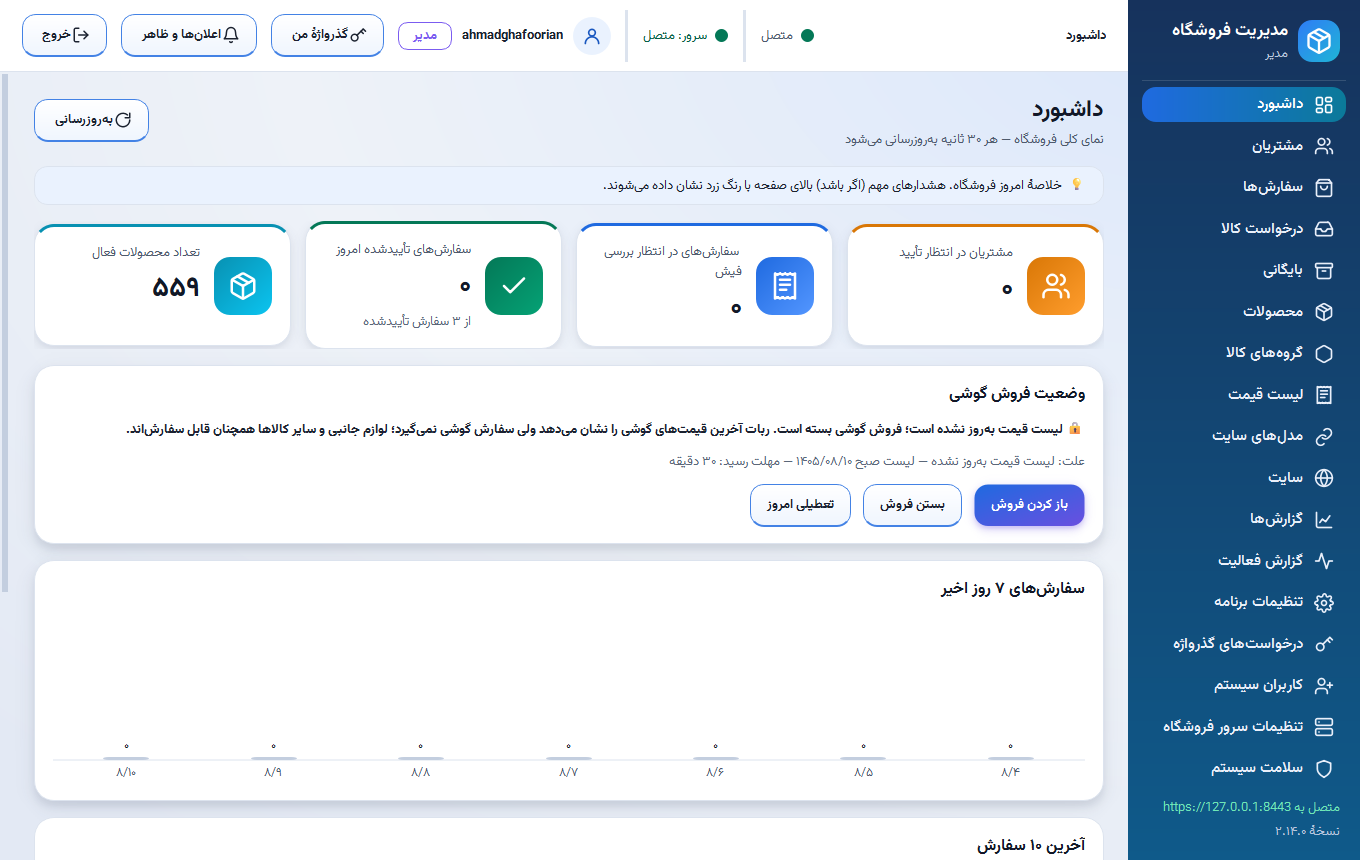 مدیریت فروشگاه
مدیر
داشبورد
مشتریان
سفارش‌ها
درخواست کالا
بایگانی
محصولات
گروه‌های کالا
لیست قیمت
مدل‌های سایت
سایت
گزارش‌ها
گزارش فعالیت
تنظیمات برنامه
درخواست‌های گذرواژه
کاربران سیستم
تنظیمات سرور فروشگاه
سلامت سیستم
متصل به https://127.0.0.1:8443
نسخهٔ ۲.۱۴.۰
داشبورد
متصل
سرور: متصل
ahmadghafoorian
مدیر
گذرواژهٔ من
اعلان‌ها و ظاهر
خروج
داشبورد
نمای کلی فروشگاه — هر ۳۰ ثانیه به‌روزرسانی می‌شود
به‌روزرسانی
خلاصهٔ امروز فروشگاه. هشدارهای مهم (اگر باشد) بالای صفحه با رنگ زرد نشان داده می‌شوند.
مشتریان در انتظار تأیید
۰
سفارش‌های در انتظار بررسی
فیش
۰
سفارش‌های تأییدشده امروز
۰
از ۳ سفارش تأییدشده
تعداد محصولات فعال
۵۵۹
وضعیت فروش گوشی
لیست قیمت به‌روز نشده است؛ فروش گوشی بسته است. ربات آخرین قیمت‌های گوشی را نشان می‌دهد ولی سفارش گوشی نمی‌گیرد؛ لوازم جانبی و سایر کالاها همچنان قابل سفارش‌اند.
علت: لیست قیمت به‌روز نشده — لیست صبح ۱۴۰۵/۰۸/۱۰ — مهلت رسید: ۳۰ دقیقه
باز کردن فروش
بستن فروش
تعطیلی امروز
سفارش‌های ۷ روز اخیر
۰ ۰ ۰ ۰ ۰ ۰ ۰
۸/۴ ۸/۵ ۸/۶ ۸/۷ ۸/۸ ۸/۹ ۸/۱۰
آخرین ۱۰ سفارش